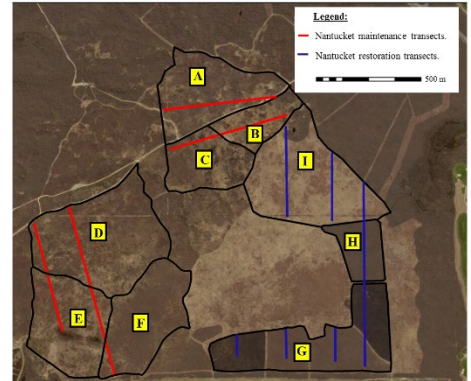 Legend:
Nantucket maintenance transects.
Nantucket restoration transects.
500 m
A
B
C
I
D
H
E
F
G